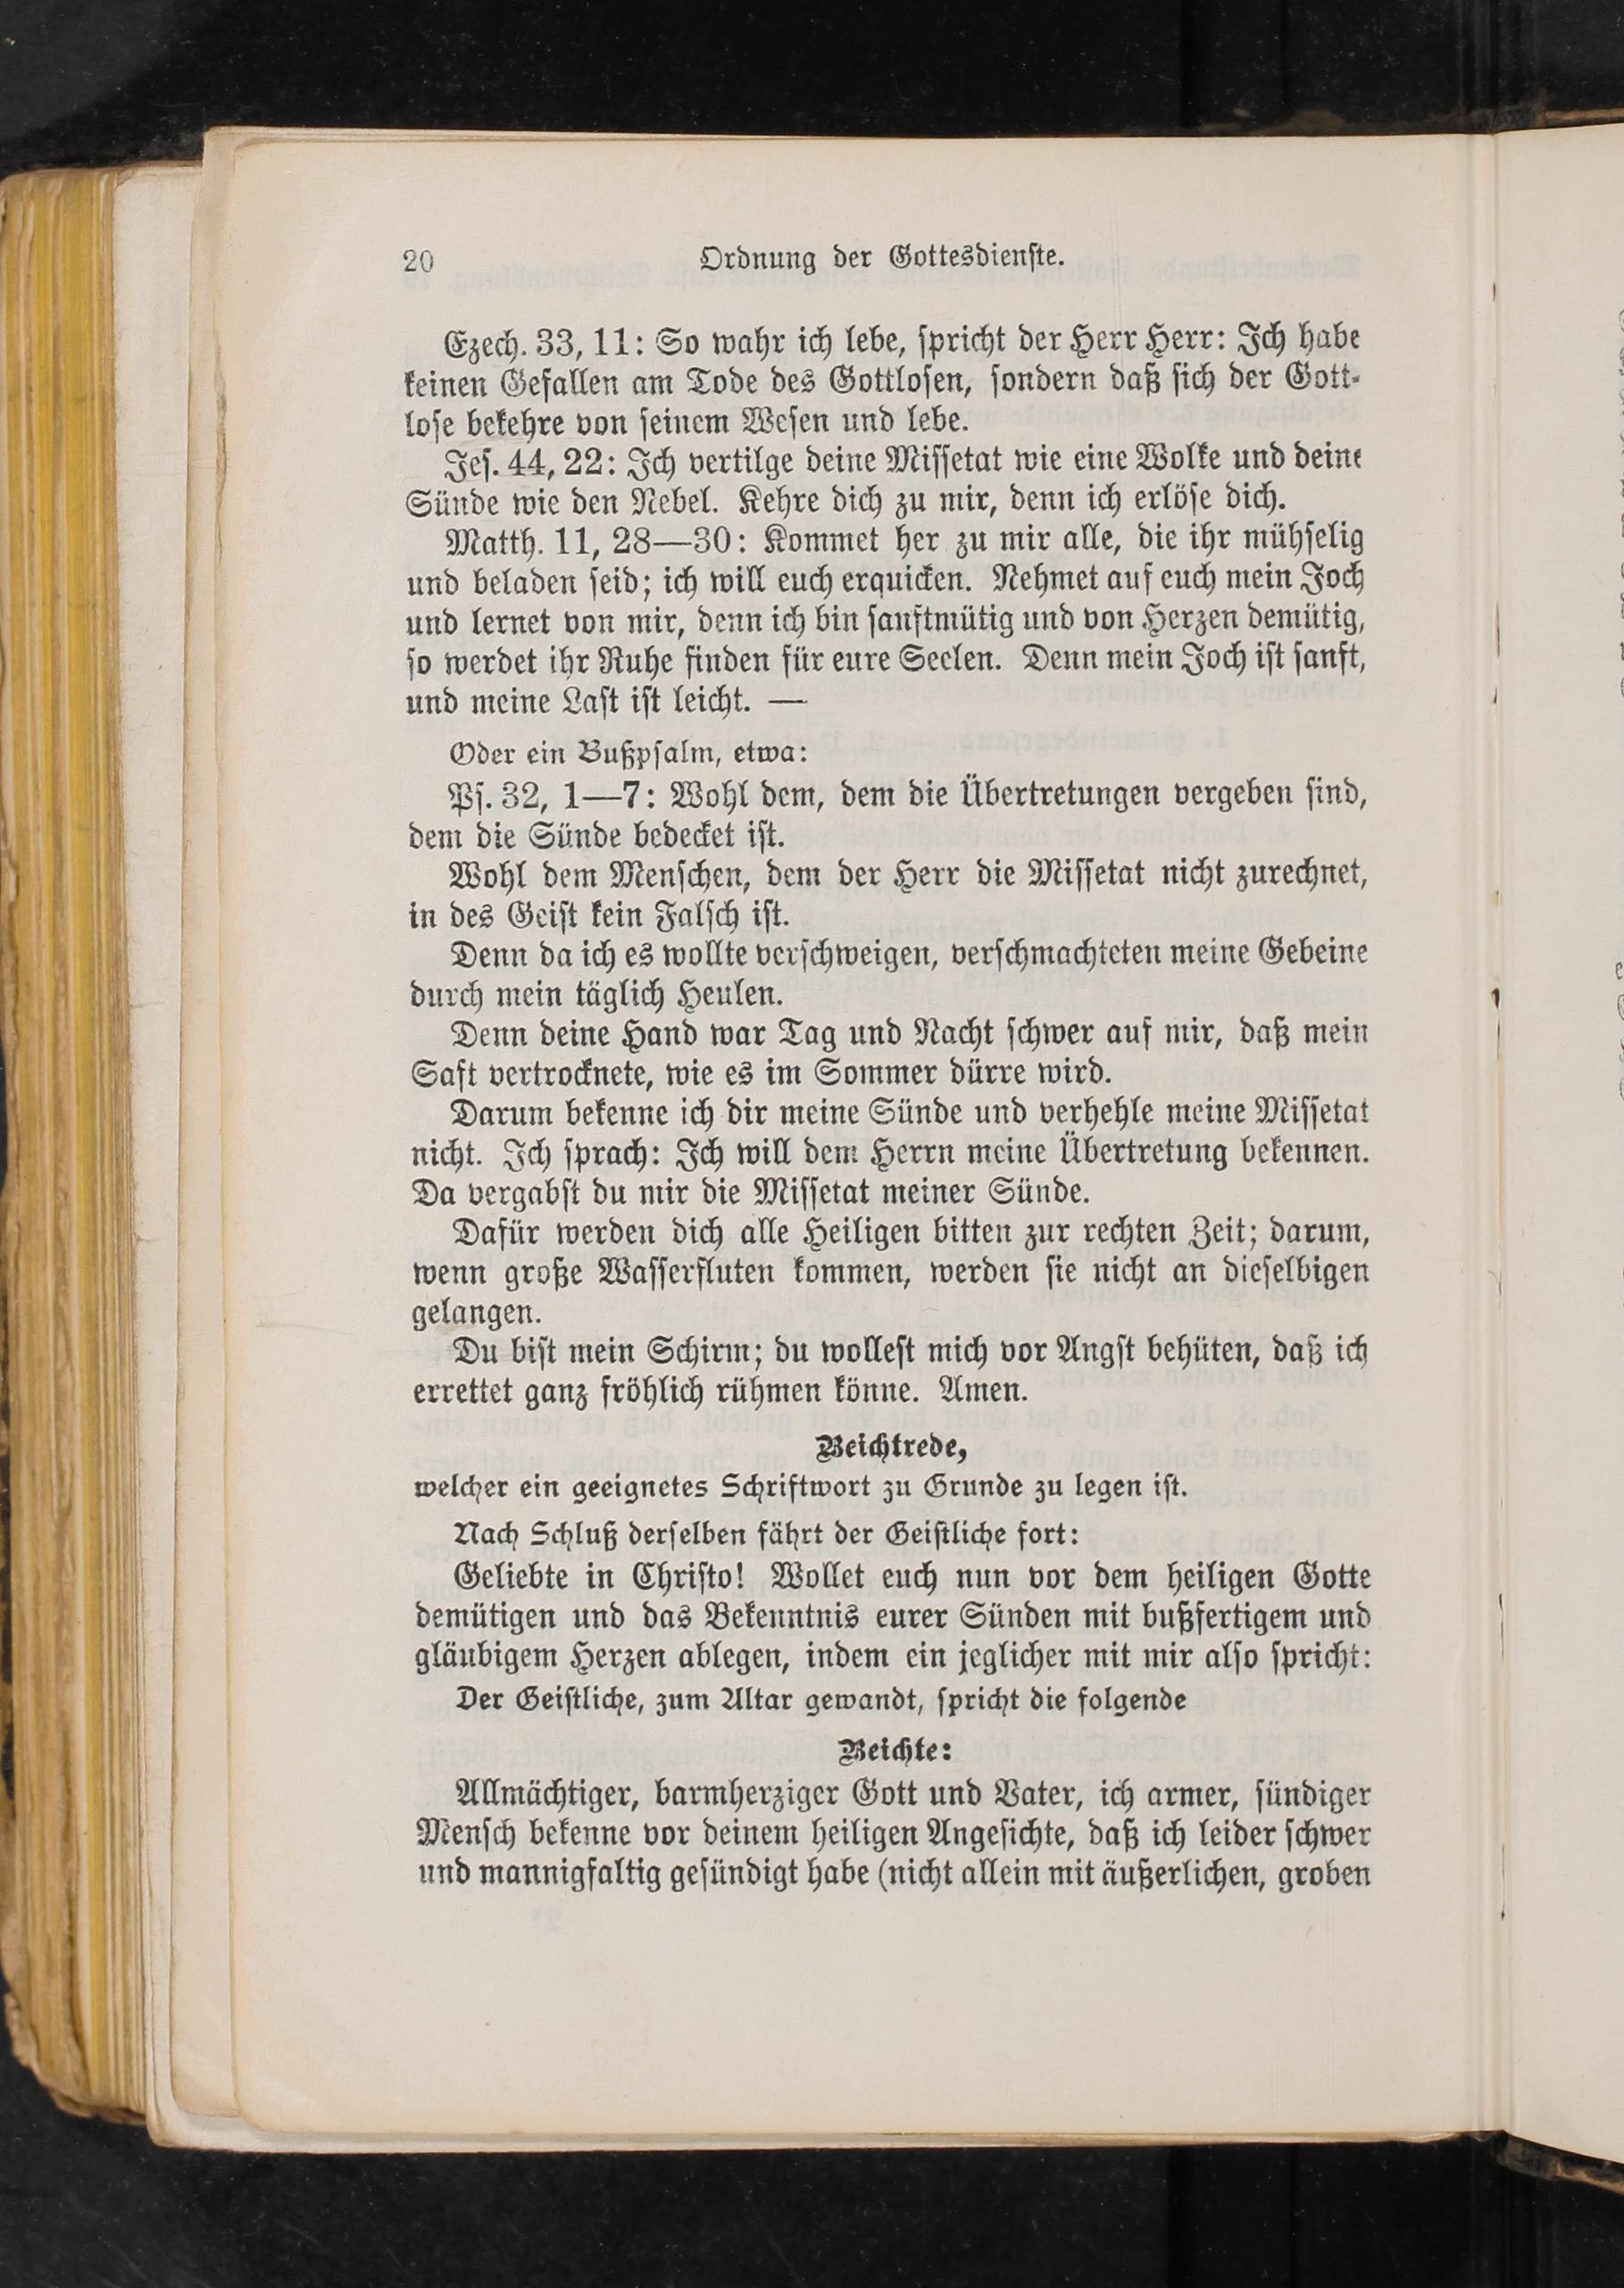 20 Ordnung der Gottesdienste.
Ezech. 33, 11: So wahr ich lebe, spricht der Herr Herr: Ich habe
keinen Gefallen am Tode des Gottlosen, sondern daß sich der Gott-
lose bekehre von seinem Wesen und lebe.
Jes. 44, 22: Ich vertilge deine Missetat wie eine Wolke und deine
Sünde wie den Nebel. Kehre dich zu mir, denn ich erlöse dich.
Matth. 11, 28—30: Kommet her zu mir alle, die ihr mühselig
und beladen seid; ich will euch erquicken. Nehmet auf euch mein Joch
und lernet von mir, denn ich bin sanftmütig und von Herzen demütig,
so werdet ihr Ruhe finden für eure Seelen. Denn mein Joch ist sanft,
und meine Last ist leicht. —
Oder ein Bußpsalm, etwa:
Ps. 32, 1—7: Wohl dem, dem die Übertretungen vergeben sind,
dem die Sünde bedecket ist.
Wohl dem Menschen, dem der Herr die Missetat nicht zurechnet,
in des Geist kein Falsch ist.
Denn da ich es wollte verschweigen, verschmachteten meine Gebeine
durch mein täglich Heulen.
Denn deine Hand war Tag und Nacht schwer auf mir, daß mein
Saft vertrocknete, wie es im Sommer dürre wird.
Darum bekenne ich dir meine Sünde und verhehle meine Missetat
nicht. Ich sprach: Ich will dem Herrn meine Übertretung bekennen.
Da vergabst du mir die Missetat meiner Sünde.
Dafür werden dich alle Heiligen bitten zur rechten Zeit; darum,
wenn große Wasserfluten kommen, werden sie nicht an dieselbigen
gelangen.
Du bist mein Schirm; du wollest mich vor Angst behüten, daß ich
errettet ganz fröhlich rühmen könne. Amen.
Beichtrede,
welcher ein geeignetes Schriftwort zu Grunde zu legen ist.
Nach Schluß derselben fährt der Geistliche fort:
Geliebte in Christo! Wollet euch nun vor dem heiligen Gotte
demütigen und das Bekenntnis eurer Sünden mit bußfertigem und
gläubigem Herzen ablegen, indem ein jeglicher mit mir also spricht:
Der Geistliche, zum Altar gewandt, spricht die folgende
Beichte:
Allmächtiger, barmherziger Gott und Vater, ich armer, sündiger
Mensch bekenne vor deinem heiligen Angesichte, daß ich leider schwer
und mannigfaltig gesündigt habe (nicht allein mit äußerlichen, groben